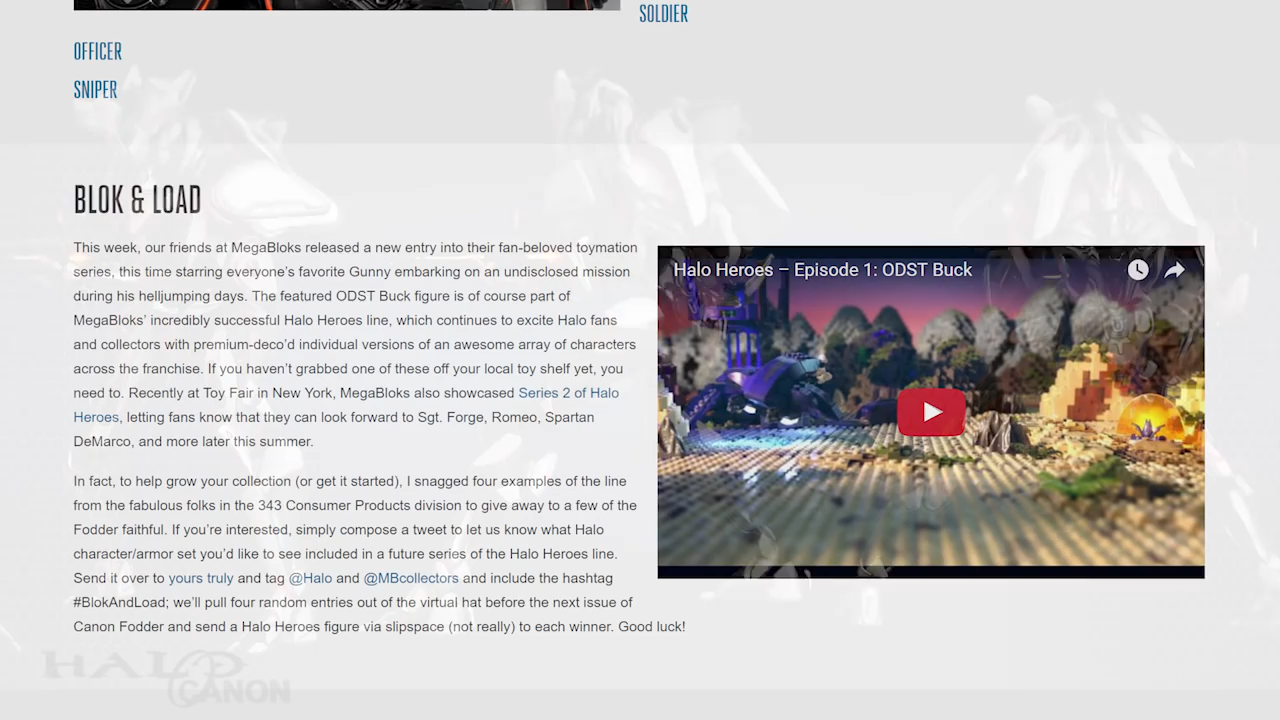 SOLDIER
OFFICER
SNIPER
BLOK & LOAD
This week, our friends at MegaBloks released a new entry into their fan-beloved toymation
series, this time starring everyone's favorite Gunny embarking on an undisclosed mission
during his helljumping days. The featured ODST Buck figure is of course part of
MegaBloks' incredibly successful Halo Heroes line, which continues to excite Halo fans
and collectors with premium-deco'd individual versions of an awesome array of characters
across the franchise. If you haven't grabbed one of these off your local toy shelf yet, you
need to. Recently at Toy Fair in New York, MegaBloks also showcased Series 2 of Halo
Heroes, letting fans know that they can look forward to Sgt. Forge, Romeo, Spartan
DeMarco, and more later this summer.
In fact, to help grow your collection (or get it started), I snagged four examples of the line
from the fabulous folks in the 343 Consumer Products division to give away to a few of the
Fodder faithful. If you're interested, simply compose a tweet to let us know what Halo
character/armor set you'd like to see included in a future series of the Halo Heroes line.
Send it over to yours truly and tag @Halo and @MBcollectors and include the hashtag
#BlokAndLoad; we'll pull four random entries out of the virtual hat before the next issue of
Canon Fodder and send a Halo Heroes figure via slipspace (not really) to each winner. Good luck!
Halo Heroes – Episode 1: ODST Buck
HALO
CANON